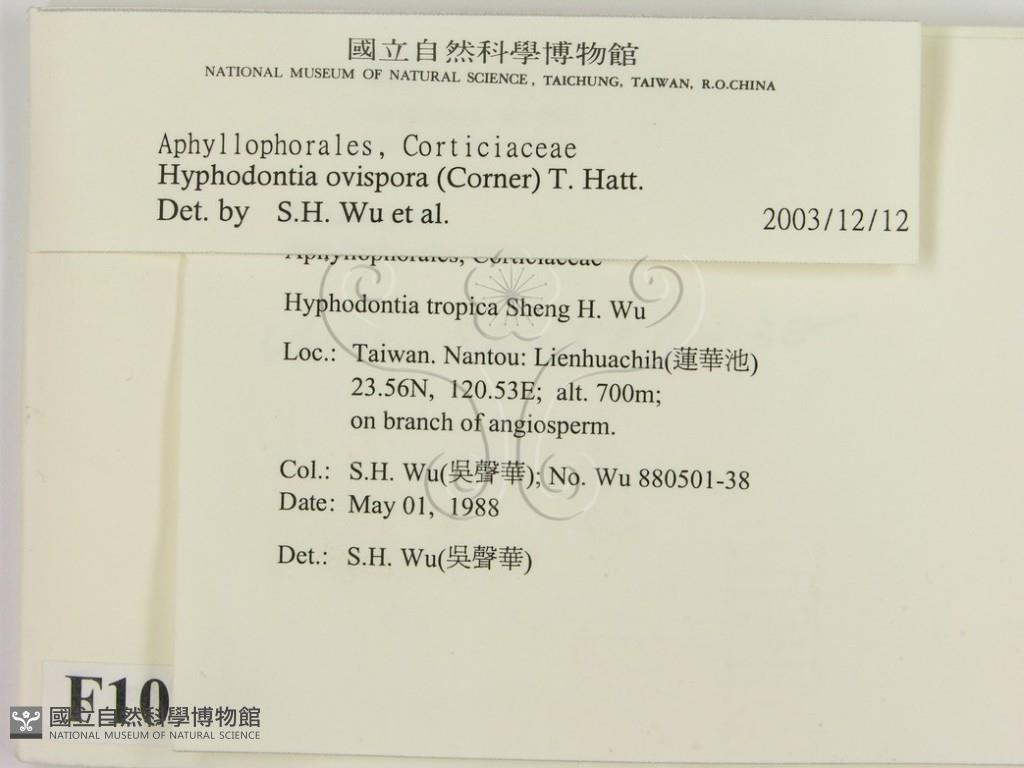 國立自然科學博物館
NATIONAL MUSEUM OF NATURAL SCIENCE, TAICHUNG, TAIWAN, R.O.CHINA
Aphyllophorales, Corticiaceae
Hyphodontia ovispora (Corner) T. Hatt.
Det. by S.H. Wu et al.
2003/12/12
Aphyllophorales, Corticiaceae
Hyphodontia tropica Sheng H. Wu
Loc.: Taiwan. Nantou: Lienhuachih(蓮華池)
23.56N, 120.53E; alt. 700m;
on branch of angiosperm.
Col.: S.H. Wu(吳聲華); No. Wu 880501-38
Date: May 01, 1988
Det.: S.H. Wu(吳聲華)
F10
國立自然科學博物館
NATIONAL MUSEUM OF NATURAL SCIENCE